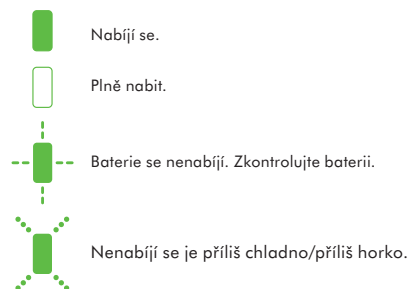 Nabíjí se.
Plně nabit.
Baterie se nenabíjí. Zkontrolujte baterii.
Nenabíjí se je příliš chladno/příliš horko.